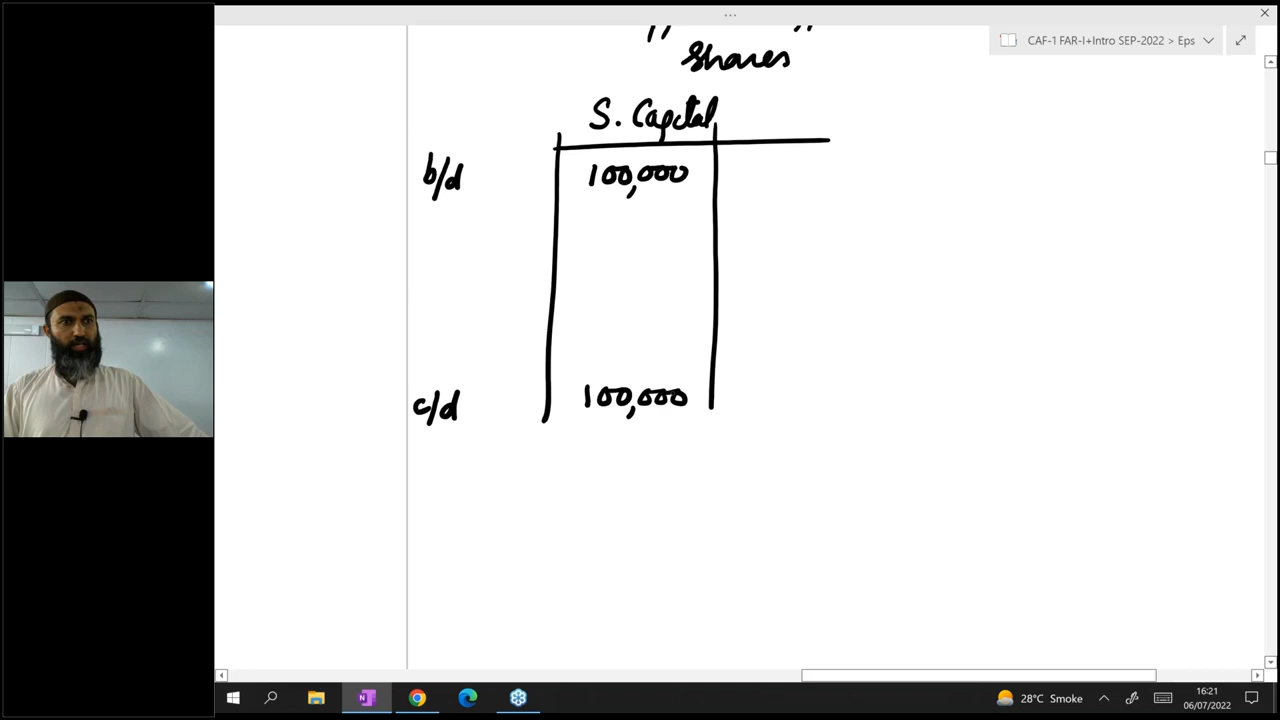 CAF-1 FAR-I+Intro SEP-2022 > Eps
Shares
S. Capital
b/d 100,000
c/d 100,000
28°C Smoke
16:21
06/07/2022